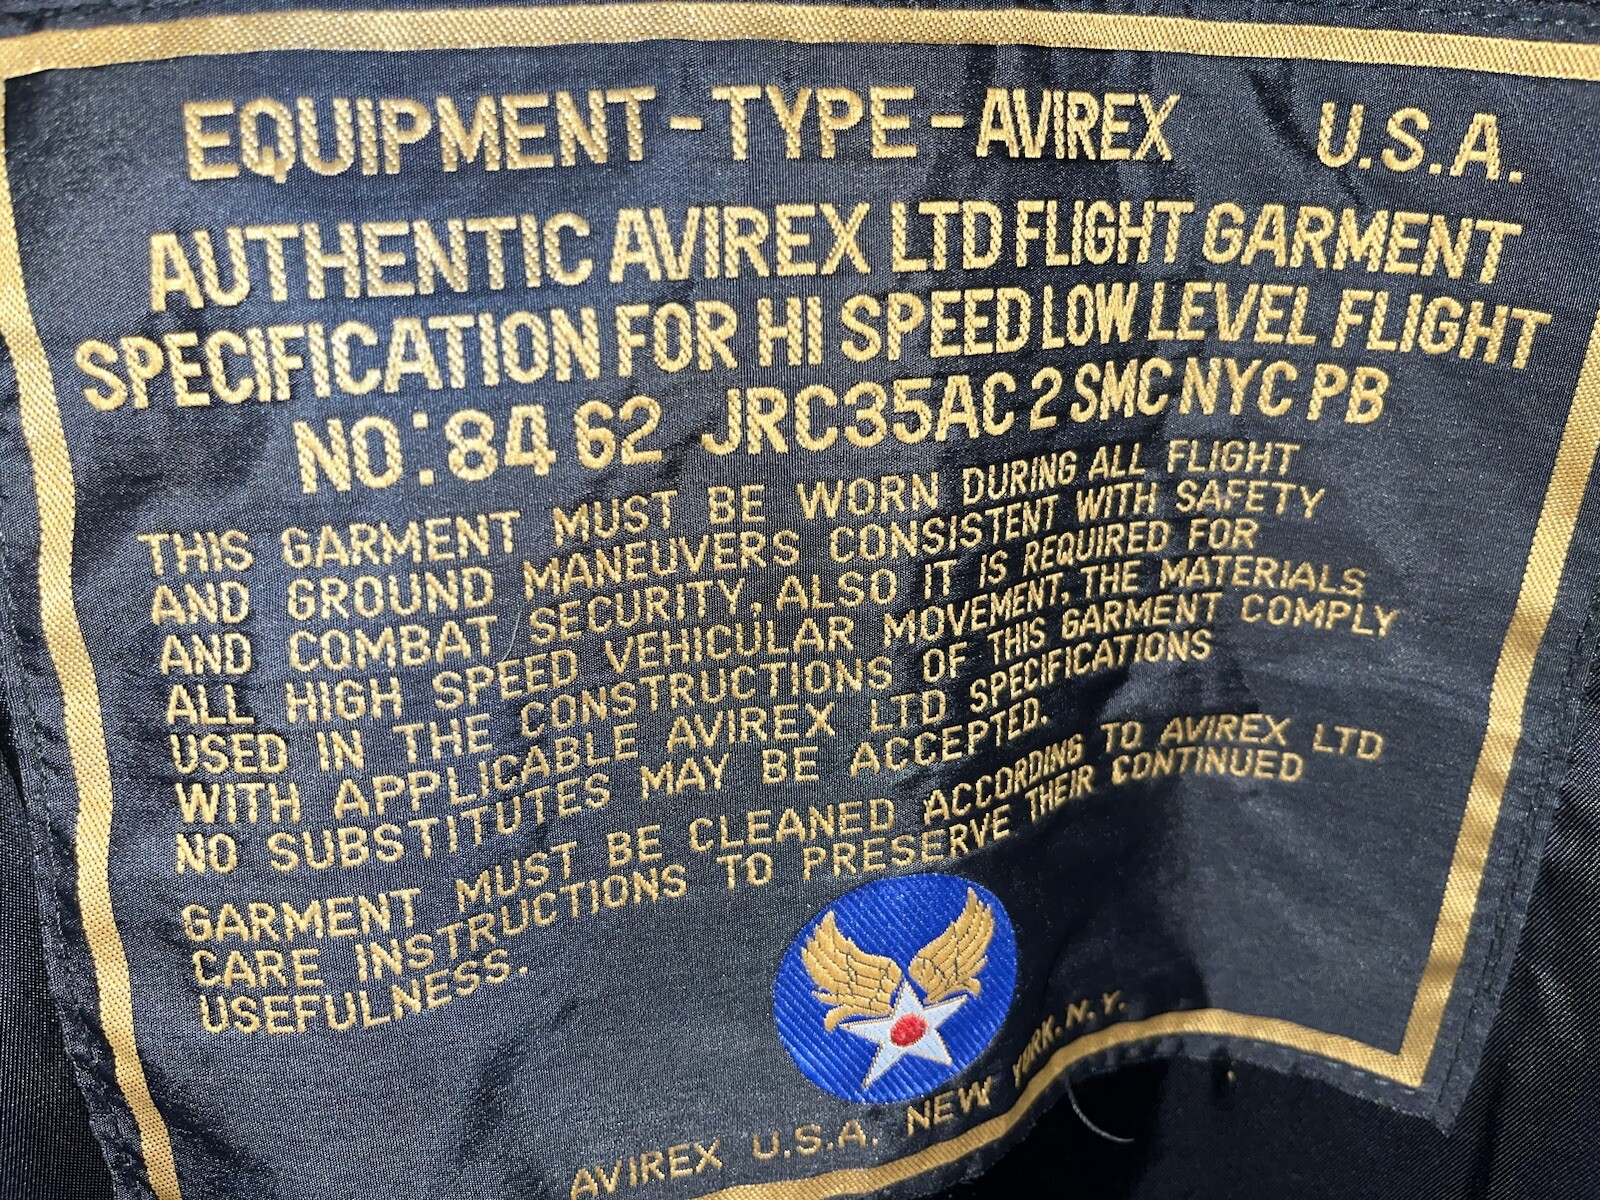 EQUIPMENT - TYPE - AVIREX U.S.A.
AUTHENTIC AVIREX LTD FLIGHT GARMENT
SPECIFICATION FOR HI SPEED LOW LEVEL FLIGHT
NO: 84 62 JRC35AC 2 SMC NYC PB
THIS GARMENT MUST BE WORN DURING ALL FLIGHT
AND GROUND MANEUVERS CONSISTENT WITH SAFETY
AND COMBAT SECURITY, ALSO IT IS REQUIRED FOR
ALL HIGH SPEED VEHICULAR MOVEMENT, THE MATERIALS
USED IN THE CONSTRUCTIONS OF THIS GARMENT COMPLY
WITH APPLICABLE AVIREX LTD SPECIFICATIONS
NO SUBSTITUTES MAY BE ACCEPTED.
GARMENT MUST BE CLEANED ACCORDING TO AVIREX LTD
CARE INSTRUCTIONS TO PRESERVE THEIR CONTINUED
USEFULNESS.
AVIREX U.S.A. NEW YORK. N.Y.